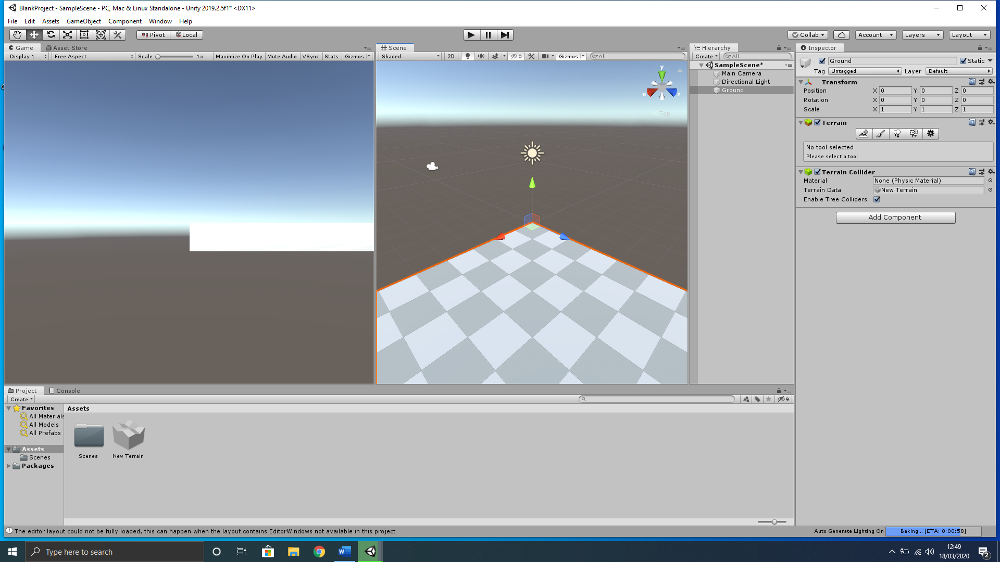 BlankProject - SampleScene - PC, Mac & Linux Standalone - Unity 2019.2.5f1* <DX11>
File Edit Assets GameObject Component Window Help
Pivot Local
Collab Account Layers Layout
Game Asset Store
Display 1 Free Aspect Scale 1x Maximize On Play Mute Audio VSync Stats Gizmos
Scene
Shaded 2D 0 Gizmos All
y
x
z
Top
Hierarchy
Create All
SampleScene*
Main Camera
Directional Light
Ground
Inspector
Ground Static
Tag Untagged Layer Default
Transform
Position X 0 Y 0 Z 0
Rotation X 0 Y 0 Z 0
Scale X 1 Y 1 Z 1
Terrain
No tool selected
Please select a tool
Terrain Collider
Material None (Physic Material)
Terrain Data New Terrain
Enable Tree Colliders
Add Component
Project Console
Create
9
Favorites
All Materials
All Models
All Prefabs
Assets
Scenes
Packages
Assets
Scenes
New Terrain
The editor layout could not be fully loaded, this can happen when the layout contains EditorWindows not available in this project
Auto Generate Lighting On Baking... [ETA: 0:00:58]
Type here to search
12:49
18/03/2020
2